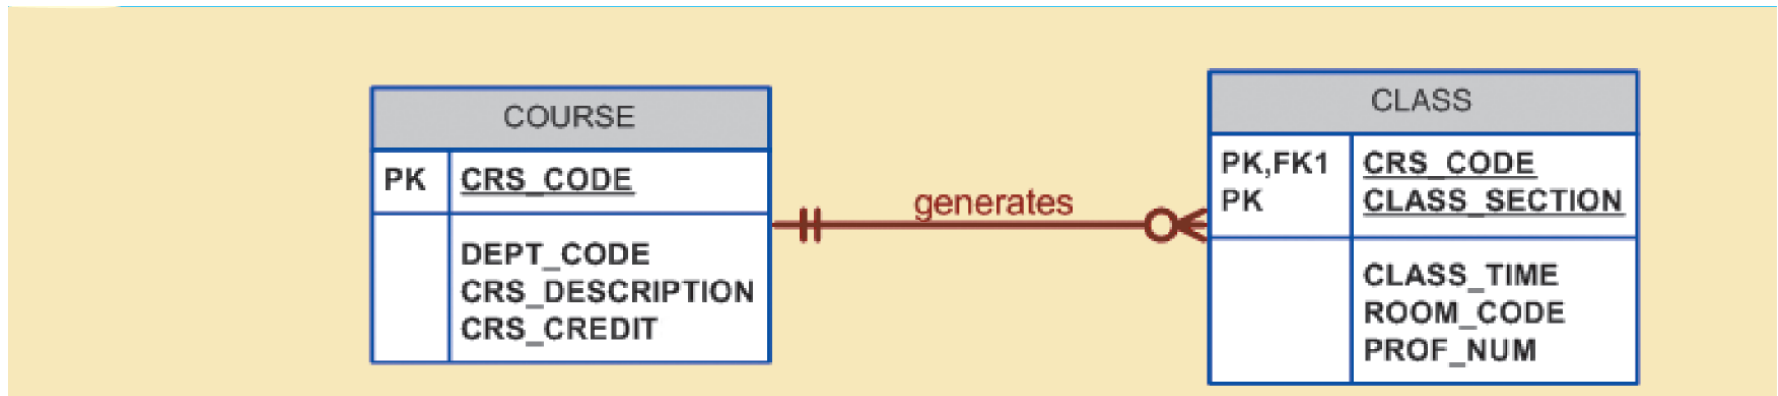 COURSE
PK CRS_CODE
DEPT_CODE
CRS_DESCRIPTION
CRS_CREDIT
generates
CLASS
PK,FK1 CRS_CODE
PK CLASS_SECTION
CLASS_TIME
ROOM_CODE
PROF_NUM